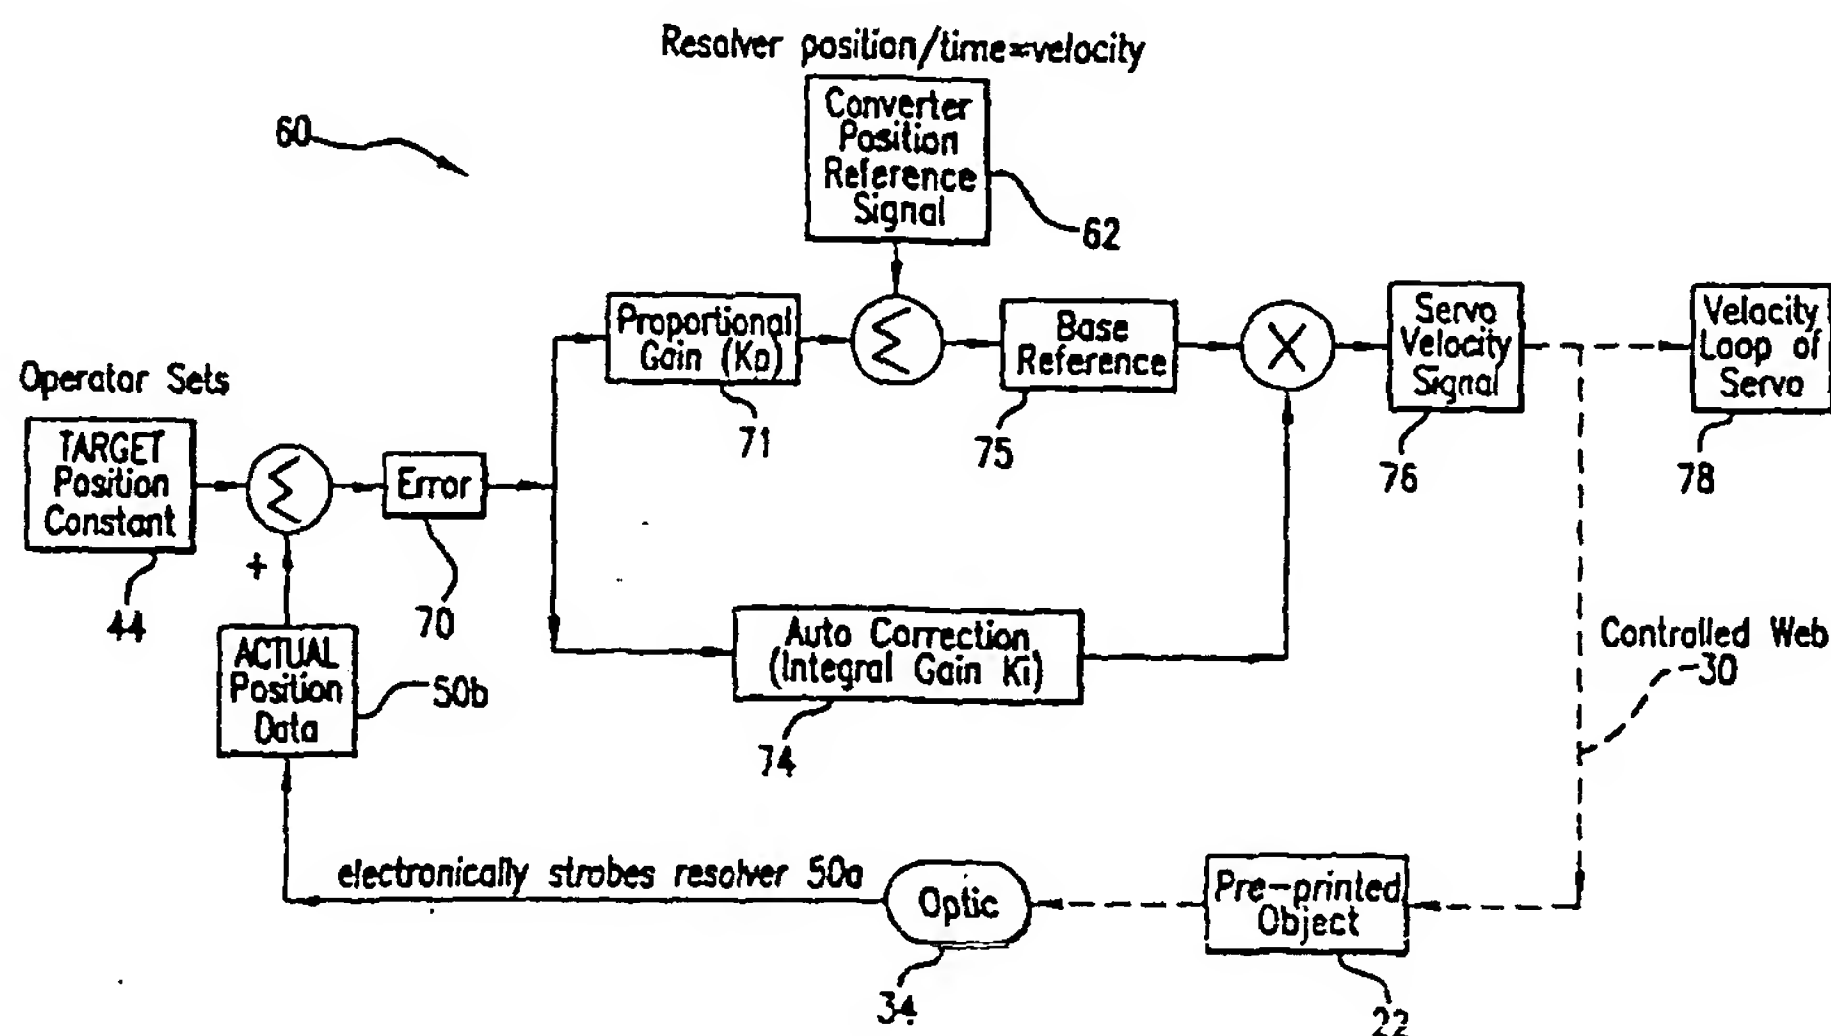 Resolver position/time=velocity
60
Converter
Position
Reference
Signal
62
Operator Sets
TARGET
Position
Constant
44
Σ
+
ACTUAL
Position
Data
50b
Error
70
Proportional
Gain (Kp)
71
Σ
Base
Reference
75
X
Servo
Velocity
Signal
76
Velocity
Loop of
Servo
78
Auto Correction
(Integral Gain Ki)
74
Controlled Web
30
electronically strobes resolver 50a
Optic
34
Pre-printed
Object
22